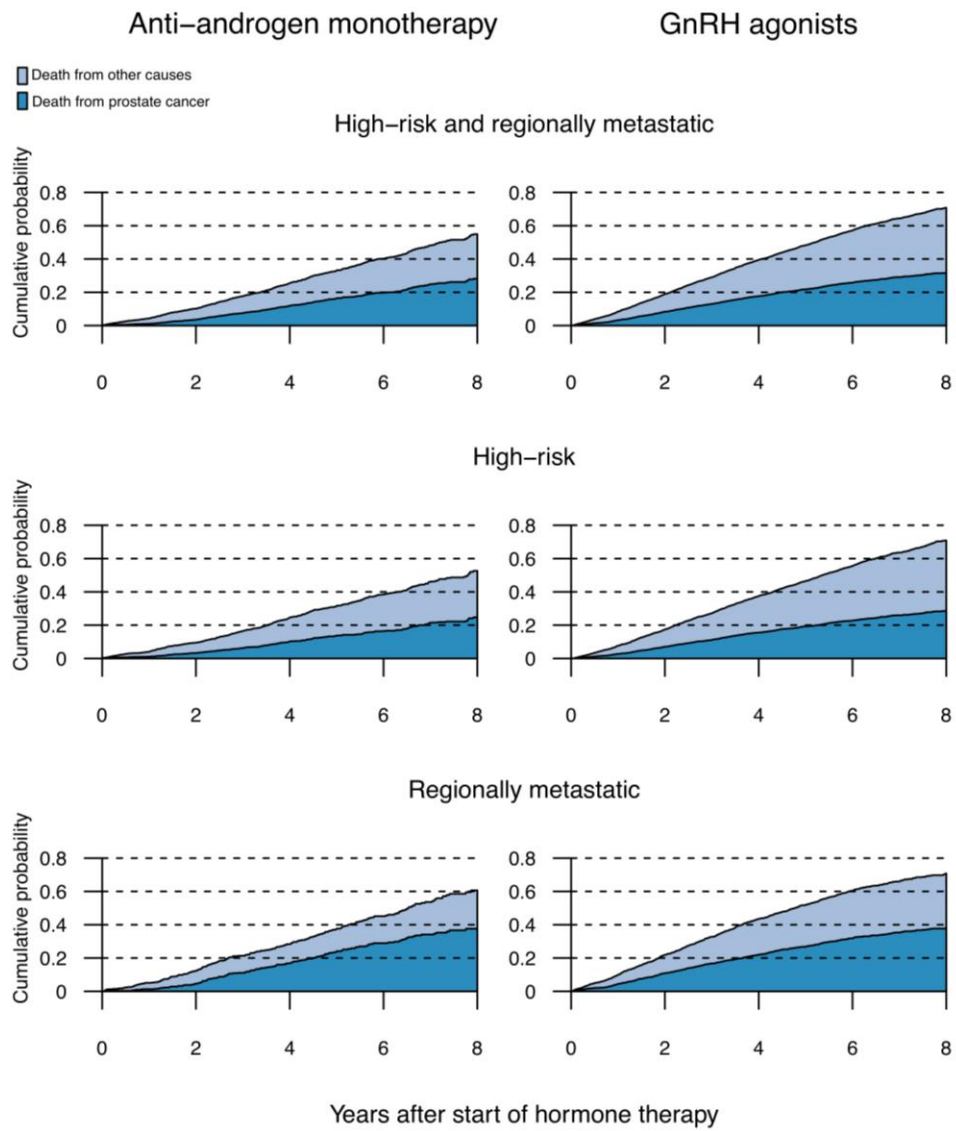 Anti−androgen monotherapy
GnRH agonists
Death from other causes
Death from prostate cancer
High−risk and regionally metastatic
Cumulative probability
0.8
0.6
0.4
0.2
0
0 2 4 6 8
0.8
0.6
0.4
0.2
0
0 2 4 6 8
High−risk
Cumulative probability
0.8
0.6
0.4
0.2
0
0 2 4 6 8
0.8
0.6
0.4
0.2
0
0 2 4 6 8
Regionally metastatic
Cumulative probability
0.8
0.6
0.4
0.2
0
0 2 4 6 8
0.8
0.6
0.4
0.2
0
0 2 4 6 8
Years after start of hormone therapy